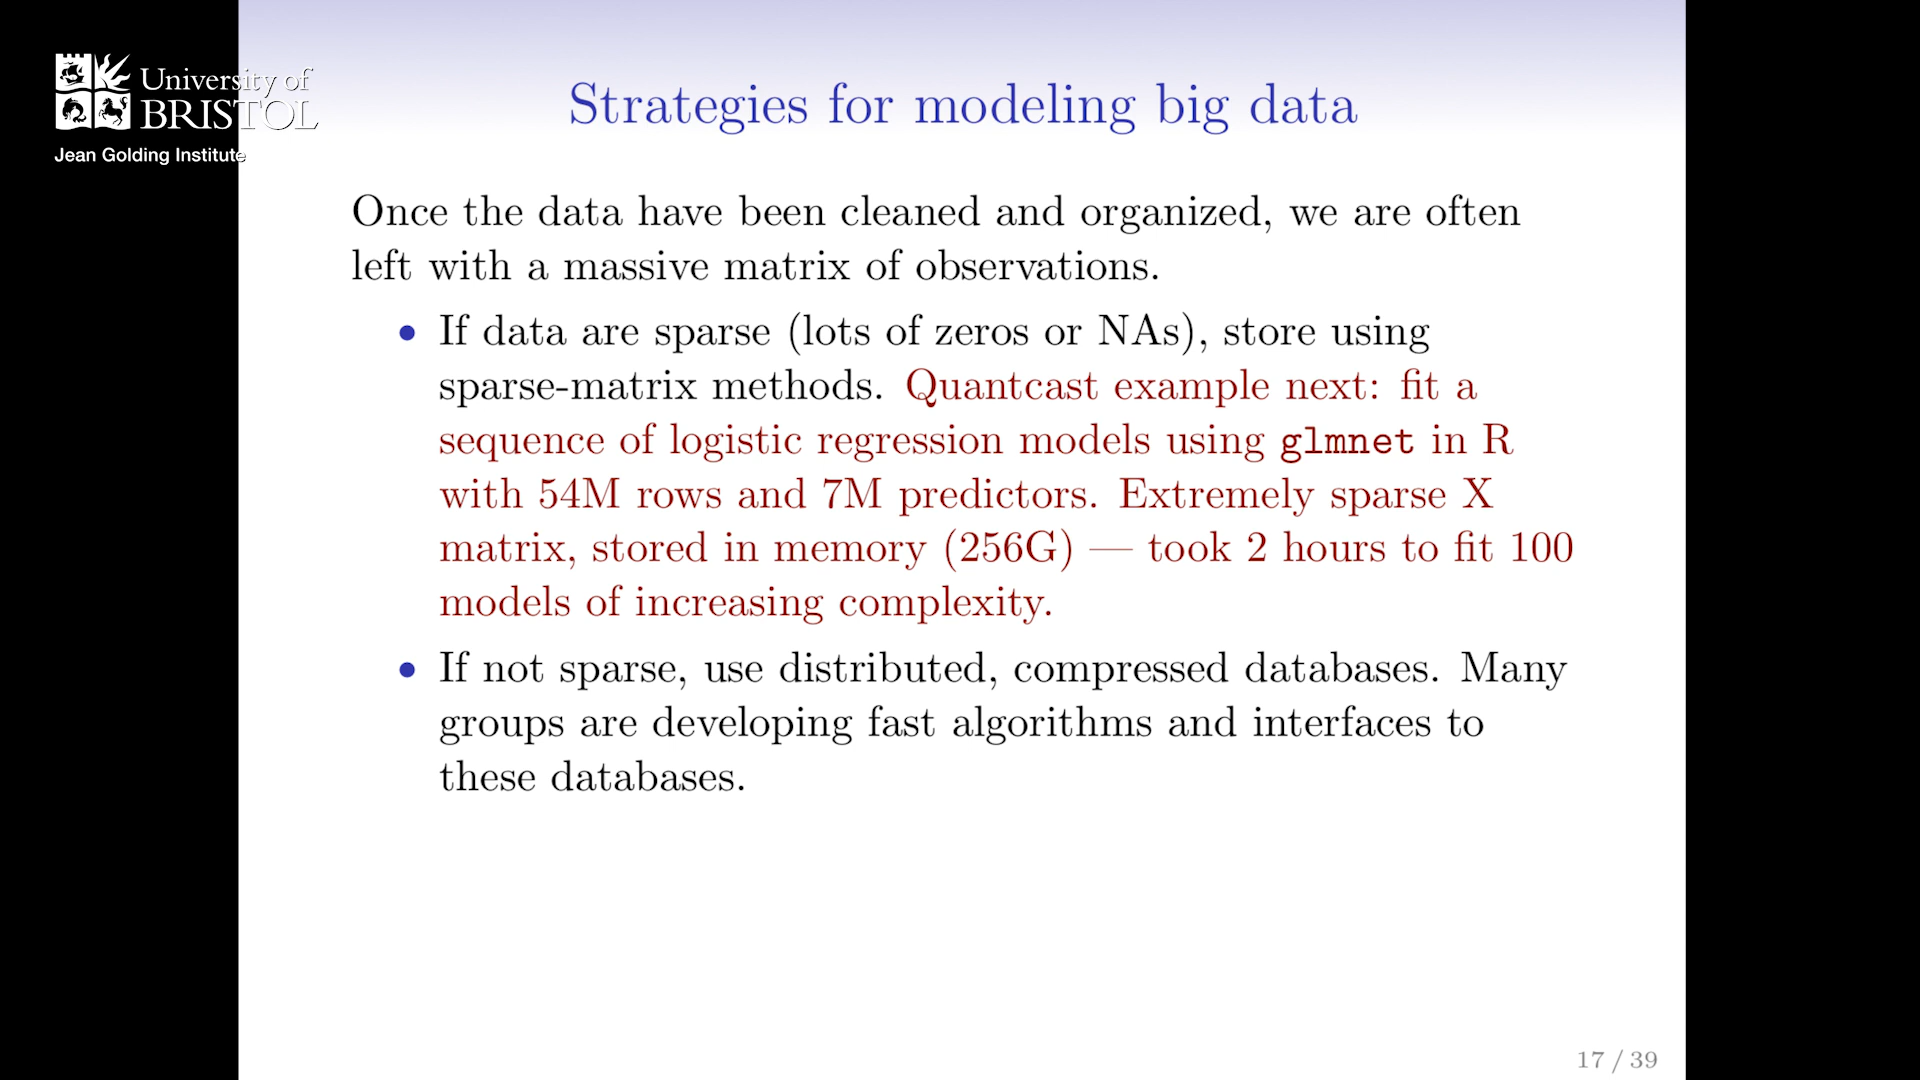 University of
BRISTOL
Jean Golding Institute
Strategies for modeling big data
Once the data have been cleaned and organized, we are often
left with a massive matrix of observations.
• If data are sparse (lots of zeros or NAs), store using
sparse-matrix methods. Quantcast example next: fit a
sequence of logistic regression models using glmnet in R
with 54M rows and 7M predictors. Extremely sparse X
matrix, stored in memory (256G) — took 2 hours to fit 100
models of increasing complexity.
• If not sparse, use distributed, compressed databases. Many
groups are developing fast algorithms and interfaces to
these databases.
17 / 39